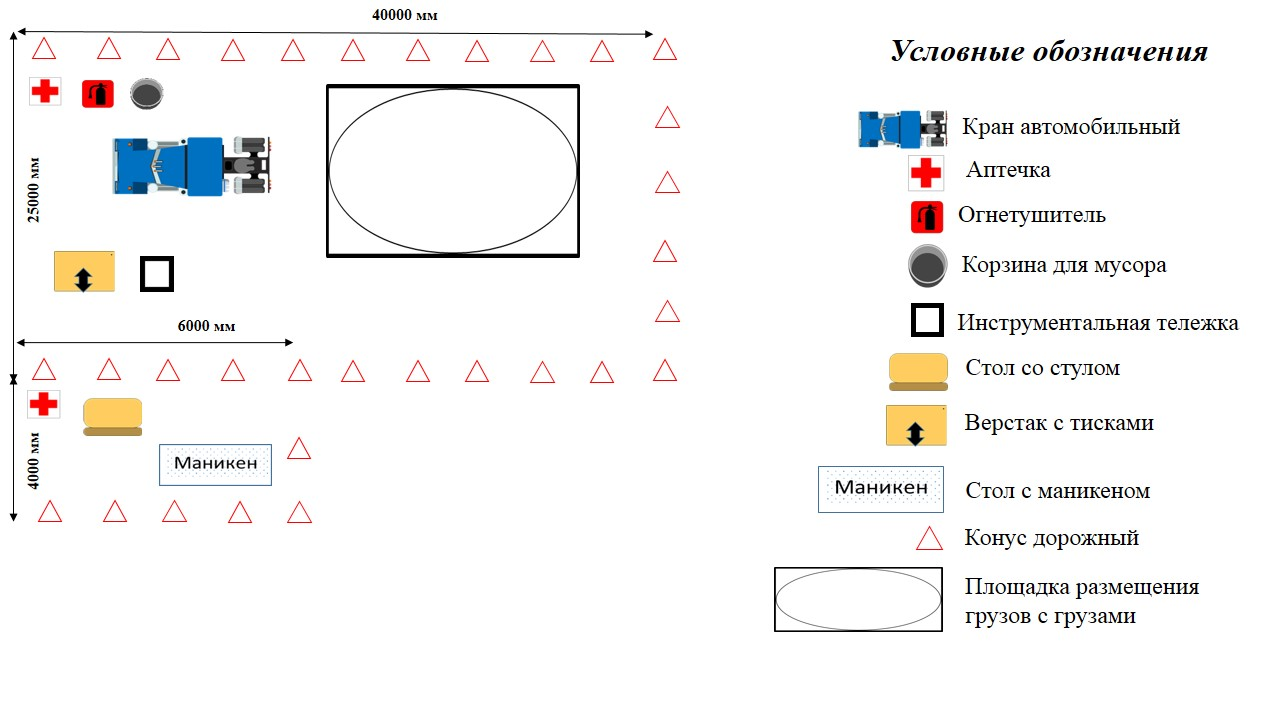 40000 мм
25000 мм
6000 мм
4000 мм
Маникен
Условные обозначения
Кран автомобильный
Аптечка
Огнетушитель
Корзина для мусора
Инструментальная тележка
Стол со стулом
Верстак с тисками
Маникен
Стол с маникеном
Конус дорожный
Площадка размещения
грузов с грузами